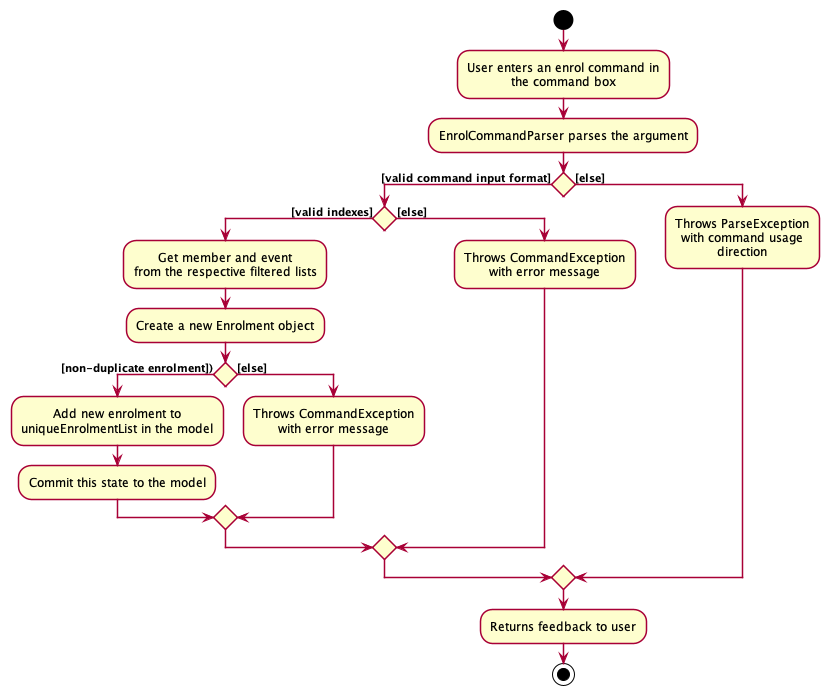 User enters an enrol command in
the command box
EnrolCommandParser parses the argument
[valid command input format]
[else]
[valid indexes]
[else]
Throws ParseException
with command usage
direction
Get member and event
from the respective filtered lists
Throws CommandException
with error message
Create a new Enrolment object
[non-duplicate enrolment])
[else]
Add new enrolment to
uniqueEnrolmentList in the model
Throws CommandException
with error message
Commit this state to the model
Returns feedback to user